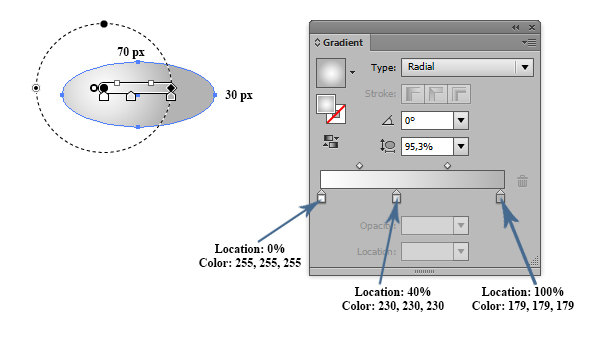 70 px
30 px
Gradient
Type: Radial
Stroke:
0°
95,3%
Opacity:
Location:
Location: 0%
Color: 255, 255, 255
Location: 40%
Color: 230, 230, 230
Location: 100%
Color: 179, 179, 179